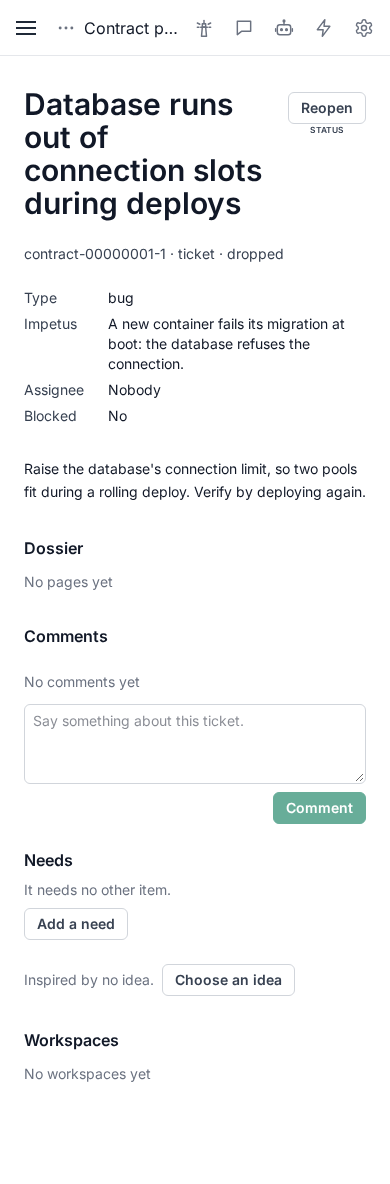 Contract p...
Database runs out of connection slots during deploys
Reopen
STATUS
contract-00000001-1 · ticket · dropped
Type bug
Impetus A new container fails its migration at
boot: the database refuses the
connection.
Assignee Nobody
Blocked No
Raise the database's connection limit, so two pools
fit during a rolling deploy. Verify by deploying again.
Dossier
No pages yet
Comments
No comments yet
Say something about this ticket.
Comment
Needs
It needs no other item.
Add a need
Inspired by no idea. Choose an idea
Workspaces
No workspaces yet